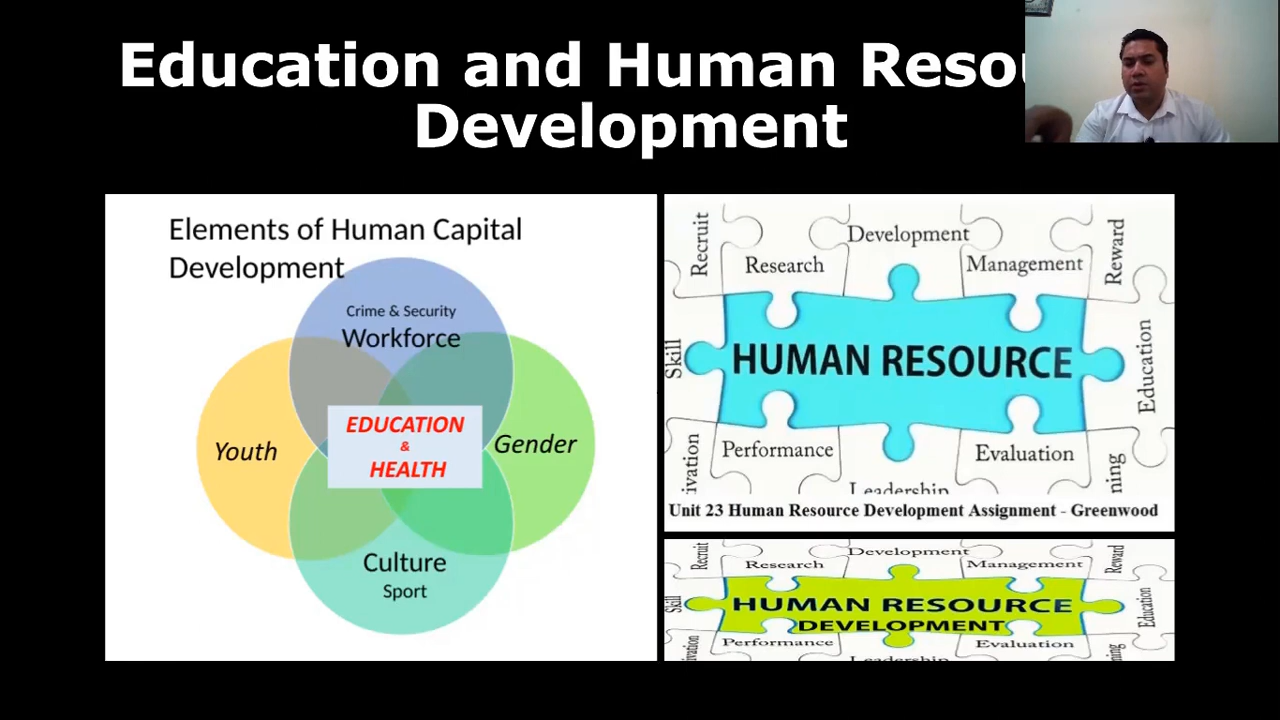 Education and Human Resou
Development
Elements of Human Capital
Development
Crime & Security
Workforce
Youth
EDUCATION
&
HEALTH
Gender
Culture
Sport
Recruit
Research
Development
Management
Reward
Skill
HUMAN RESOURCE
Education
ivation
Performance
Leadership
Evaluation
ning
Unit 23 Human Resource Development Assignment - Greenwood
Recruit
Research
Development
Management
Reward
Skill
HUMAN RESOURCE
DEVELOPMENT
Education
ivation
Performance
Leadership
Evaluation
ning